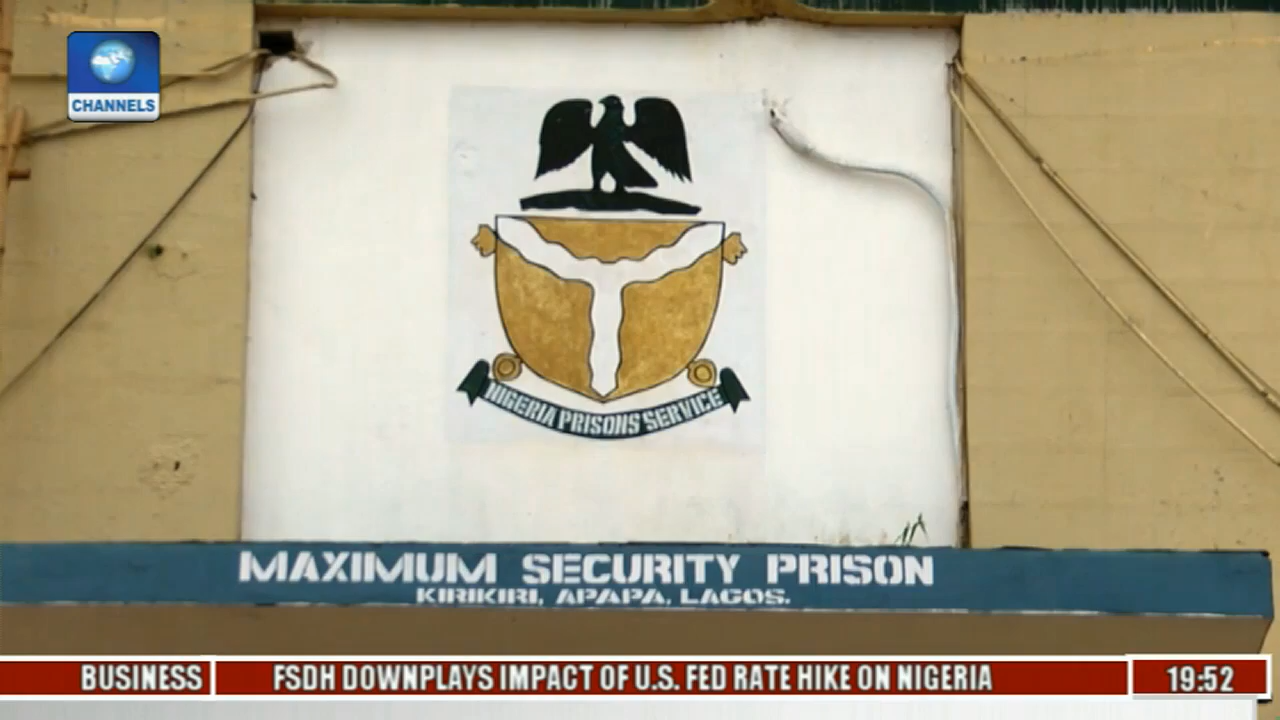 CHANNELS
NIGERIA PRISONS SERVICE
MAXIMUM SECURITY PRISON
KIRIKIRI, APAPA, LAGOS.
BUSINESS
FSDH DOWNPLAYS IMPACT OF U.S. FED RATE HIKE ON NIGERIA
19:52